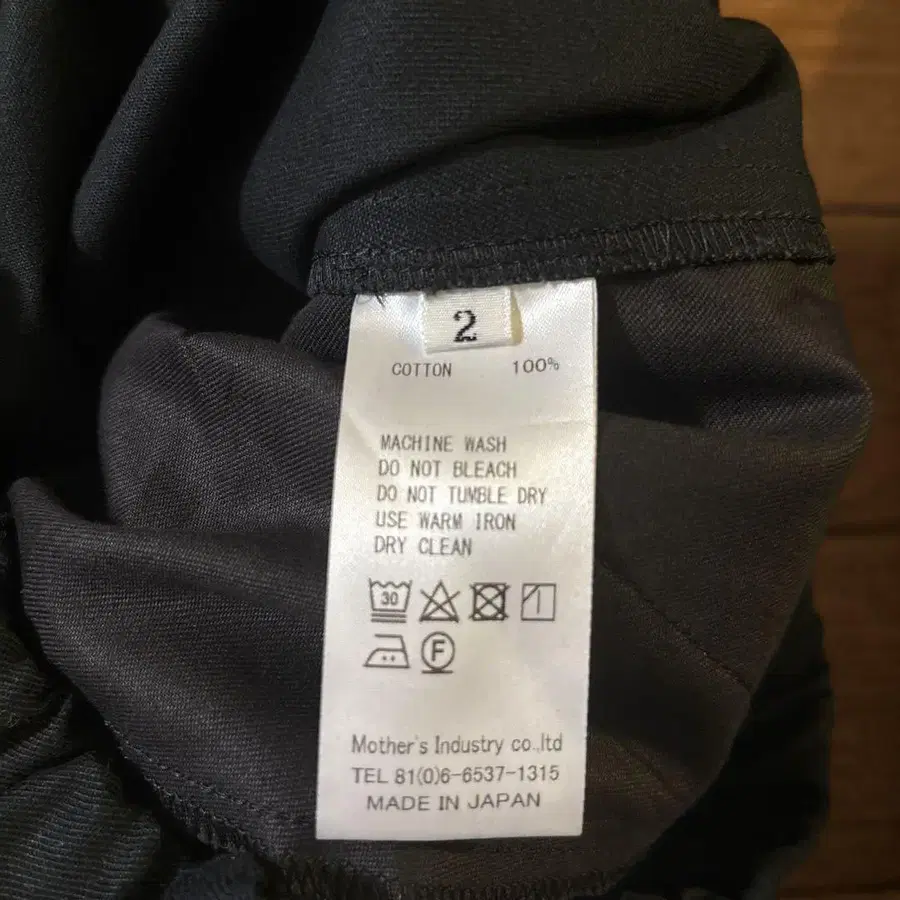 2
COTTON 100%
MACHINE WASH
DO NOT BLEACH
DO NOT TUMBLE DRY
USE WARM IRON
DRY CLEAN
30
F
Mother's Industry co.,ltd
TEL 81(0)6-6537-1315
MADE IN JAPAN